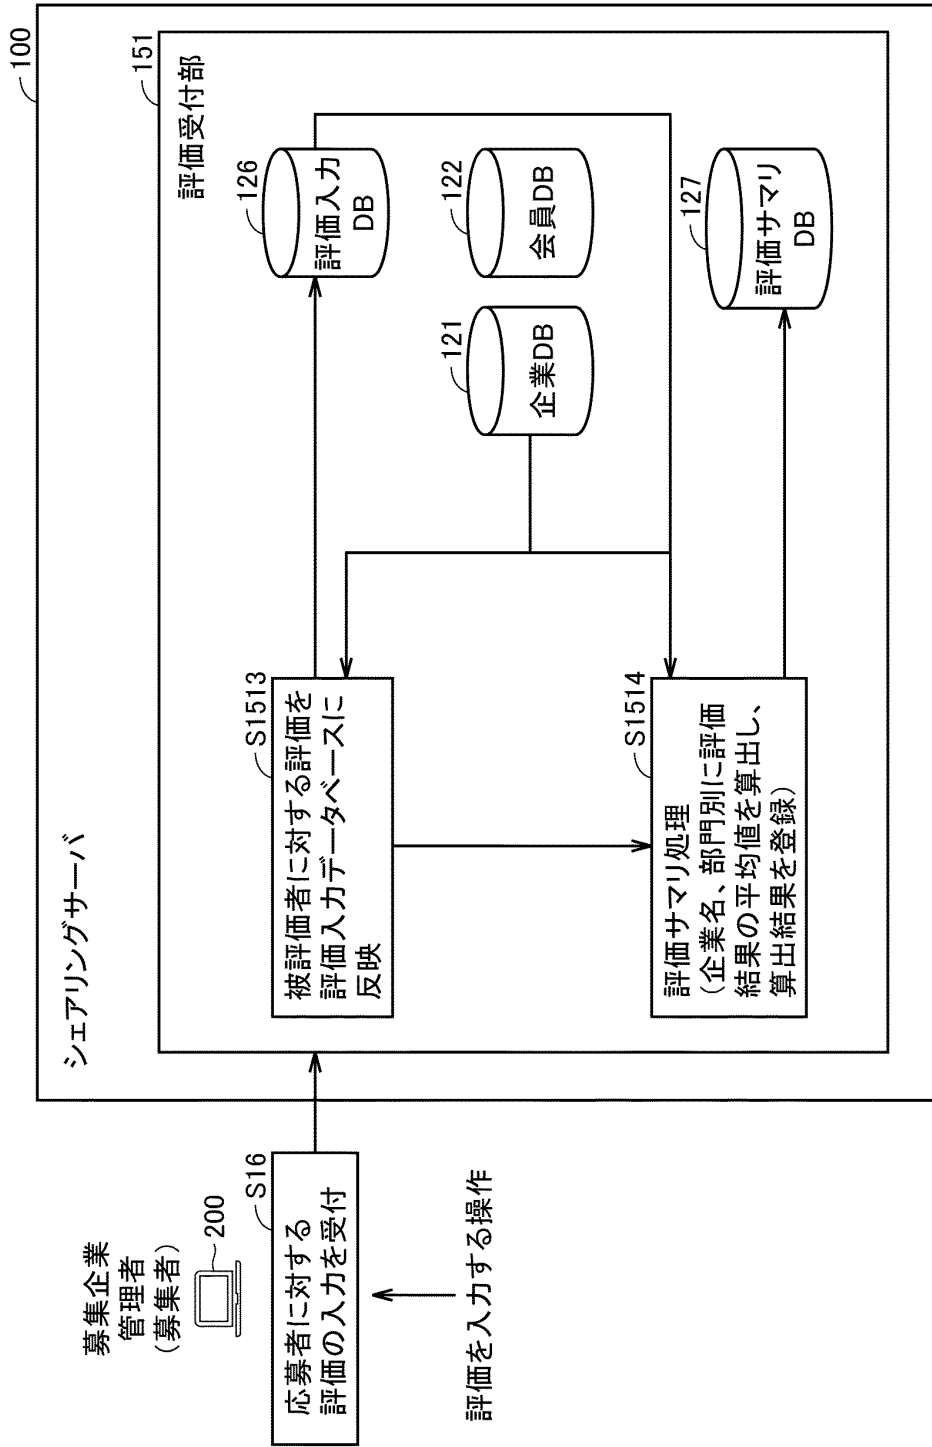 募集企業
管理者
（募集者）
200
S16
応募者に対する
評価の入力を受付
評価を入力する操作
シェアリングサーバ
100
評価受付部
151
S1513
被評価者に対する評価を
評価入力データベースに
反映
S1514
評価サマリ処理
（企業名、部門別に評価
結果の平均値を算出し、
算出結果を登録）
126
評価入力
DB
121
企業DB
122
会員DB
127
評価サマリ
DB